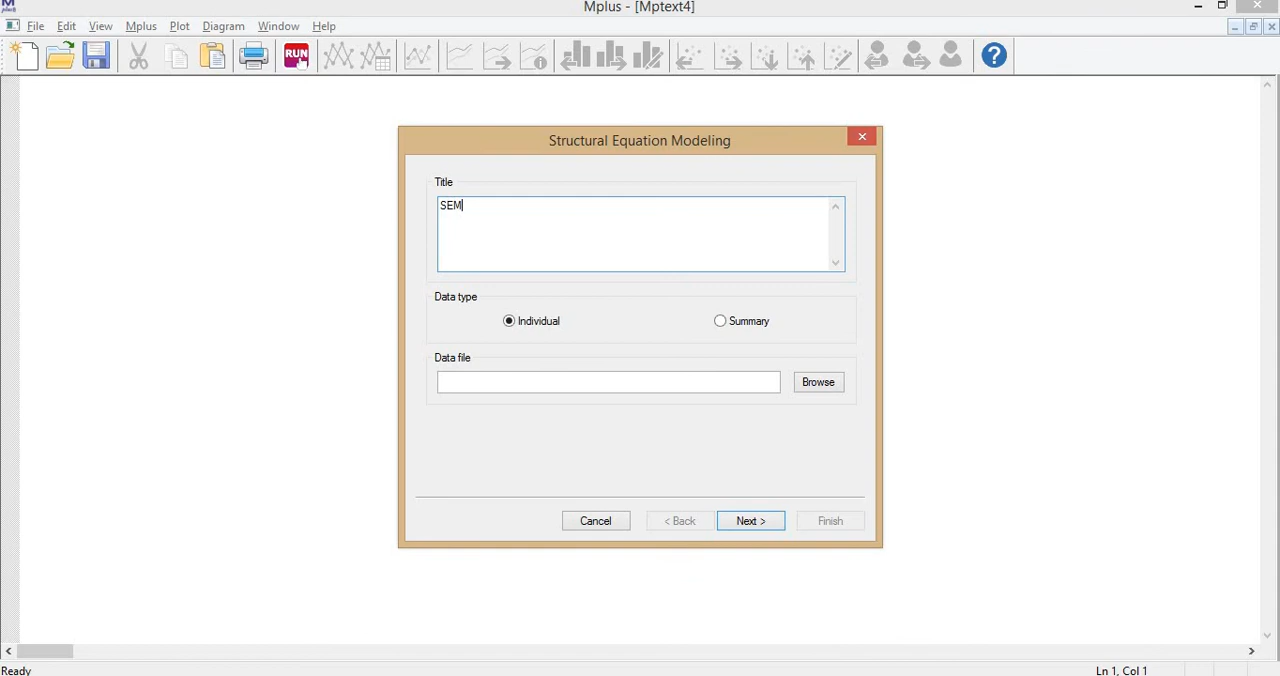 Mplus - [Mptext4]
File Edit View Mplus Plot Diagram Window Help
RUN
Structural Equation Modeling
Title
SEM
Data type
Individual Summary
Data file
Browse
Cancel < Back Next > Finish
Ready Ln 1, Col 1